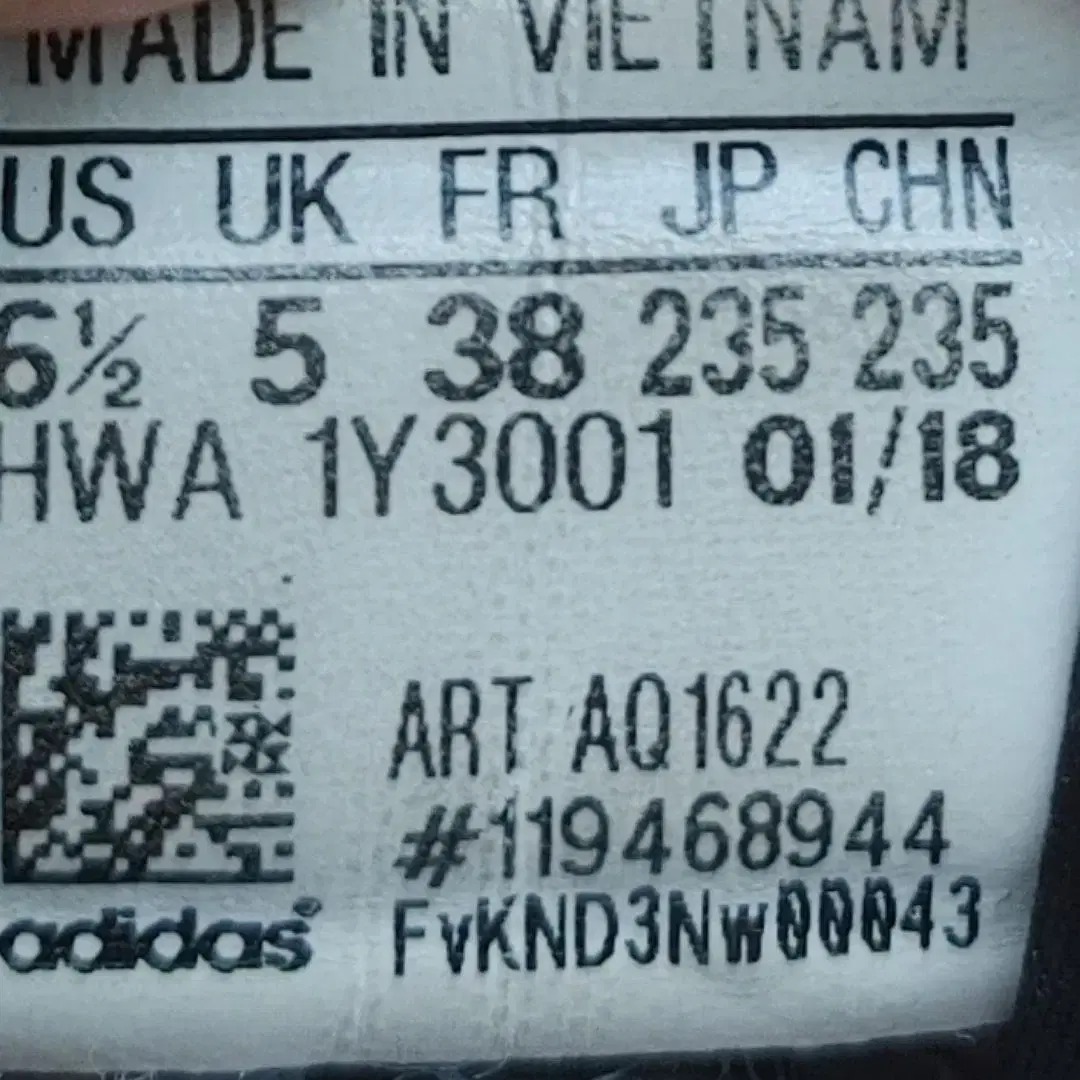 MADE IN VIETNAM
US UK FR JP CHN
6½ 5 38 235 235
HWA 1Y3001 01/18
ART AQ1622
#119468944
adidas FvKND3Nw00043